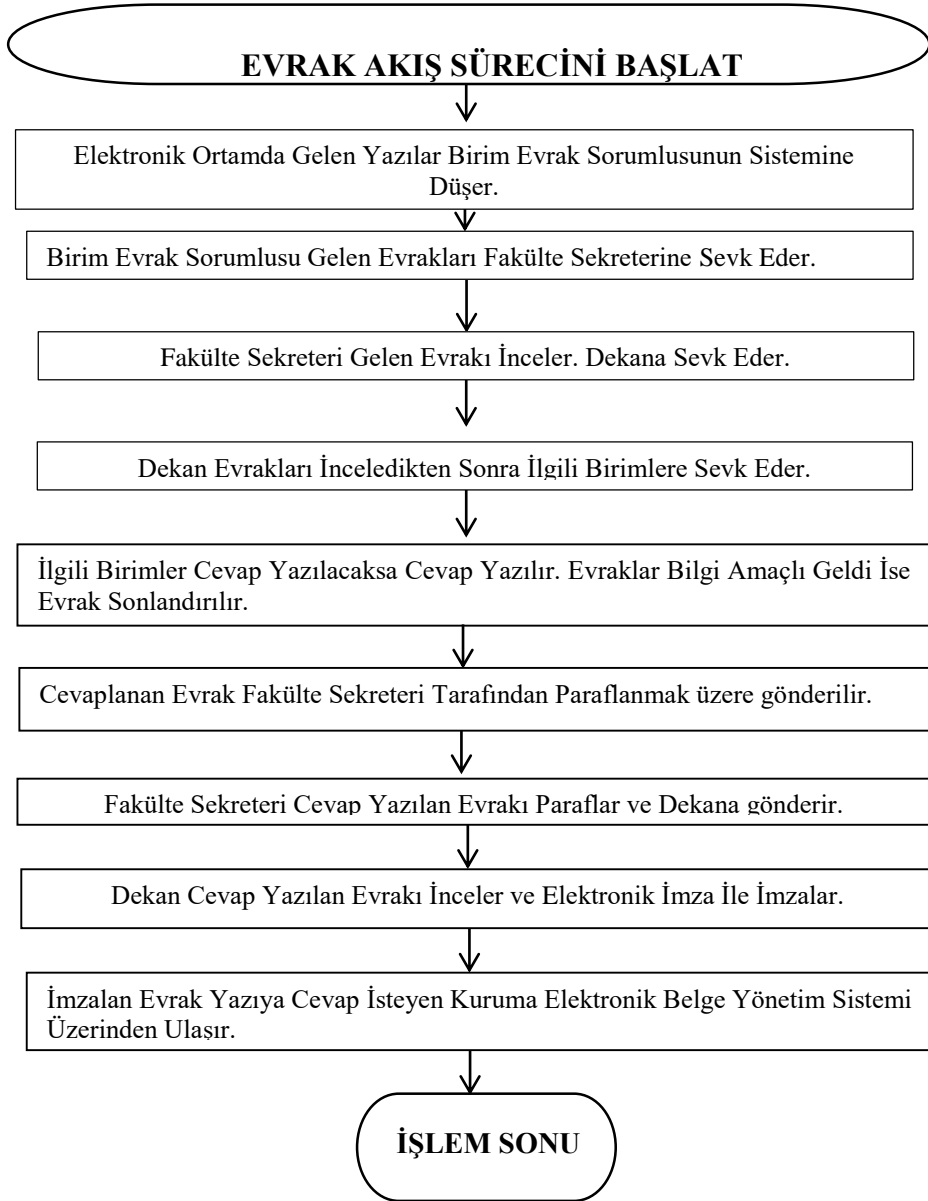 EVRAK AKIŞ SÜRECİNİ BAŞLAT
Elektronik Ortamda Gelen Yazılar Birim Evrak Sorumlusunun Sistemine
Düşer.
Birim Evrak Sorumlusu Gelen Evrakları Fakülte Sekreterine Sevk Eder.
Fakülte Sekreteri Gelen Evrakı İnceler. Dekana Sevk Eder.
Dekan Evrakları İnceledikten Sonra İlgili Birimlere Sevk Eder.
İlgili Birimler Cevap Yazılacaksa Cevap Yazılır. Evraklar Bilgi Amaçlı Geldi İse
Evrak Sonlandırılır.
Cevaplanan Evrak Fakülte Sekreteri Tarafından Paraflanmak üzere gönderilir.
Fakülte Sekreteri Cevap Yazılan Evrakı Paraflar ve Dekana gönderir.
Dekan Cevap Yazılan Evrakı İnceler ve Elektronik İmza İle İmzalar.
İmzalan Evrak Yazıya Cevap İsteyen Kuruma Elektronik Belge Yönetim Sistemi
Üzerinden Ulaşır.
İŞLEM SONU